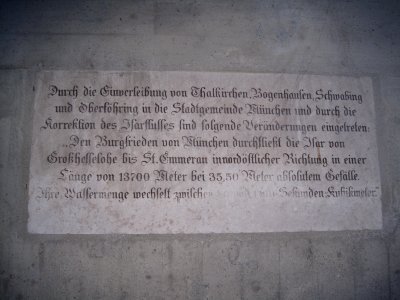 Durch die Einverleibung von Thalkirchen, Bogenhausen, Schwabing
und Oberföhring in die Stadtgemeinde München und durch die
Korrektion des Isarflusses sind folgende Veränderungen eingetreten:
„Den Burgfrieden von München durchfließt die Isar von
Großhesselohe bis St. Emmeran in nordöstlicher Richtung in einer
Länge von 13700 Meter bei 35,50 Meter absolutem Gefälle.
Ihre Wassermenge wechselt zwischen Sekunden-Kubikmeter.“